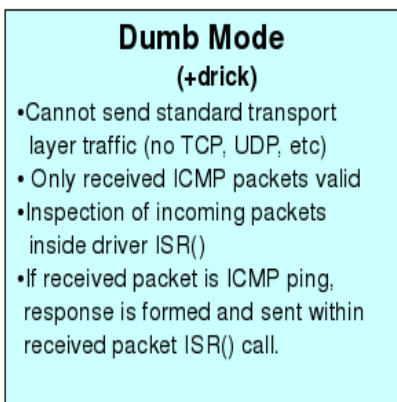 Dumb Mode
(+drick)
•Cannot send standard transport
layer traffic (no TCP, UDP, etc)
• Only received ICMP packets valid
•Inspection of incoming packets
inside driver ISR()
•If received packet is ICMP ping,
response is formed and sent within
received packet ISR() call.